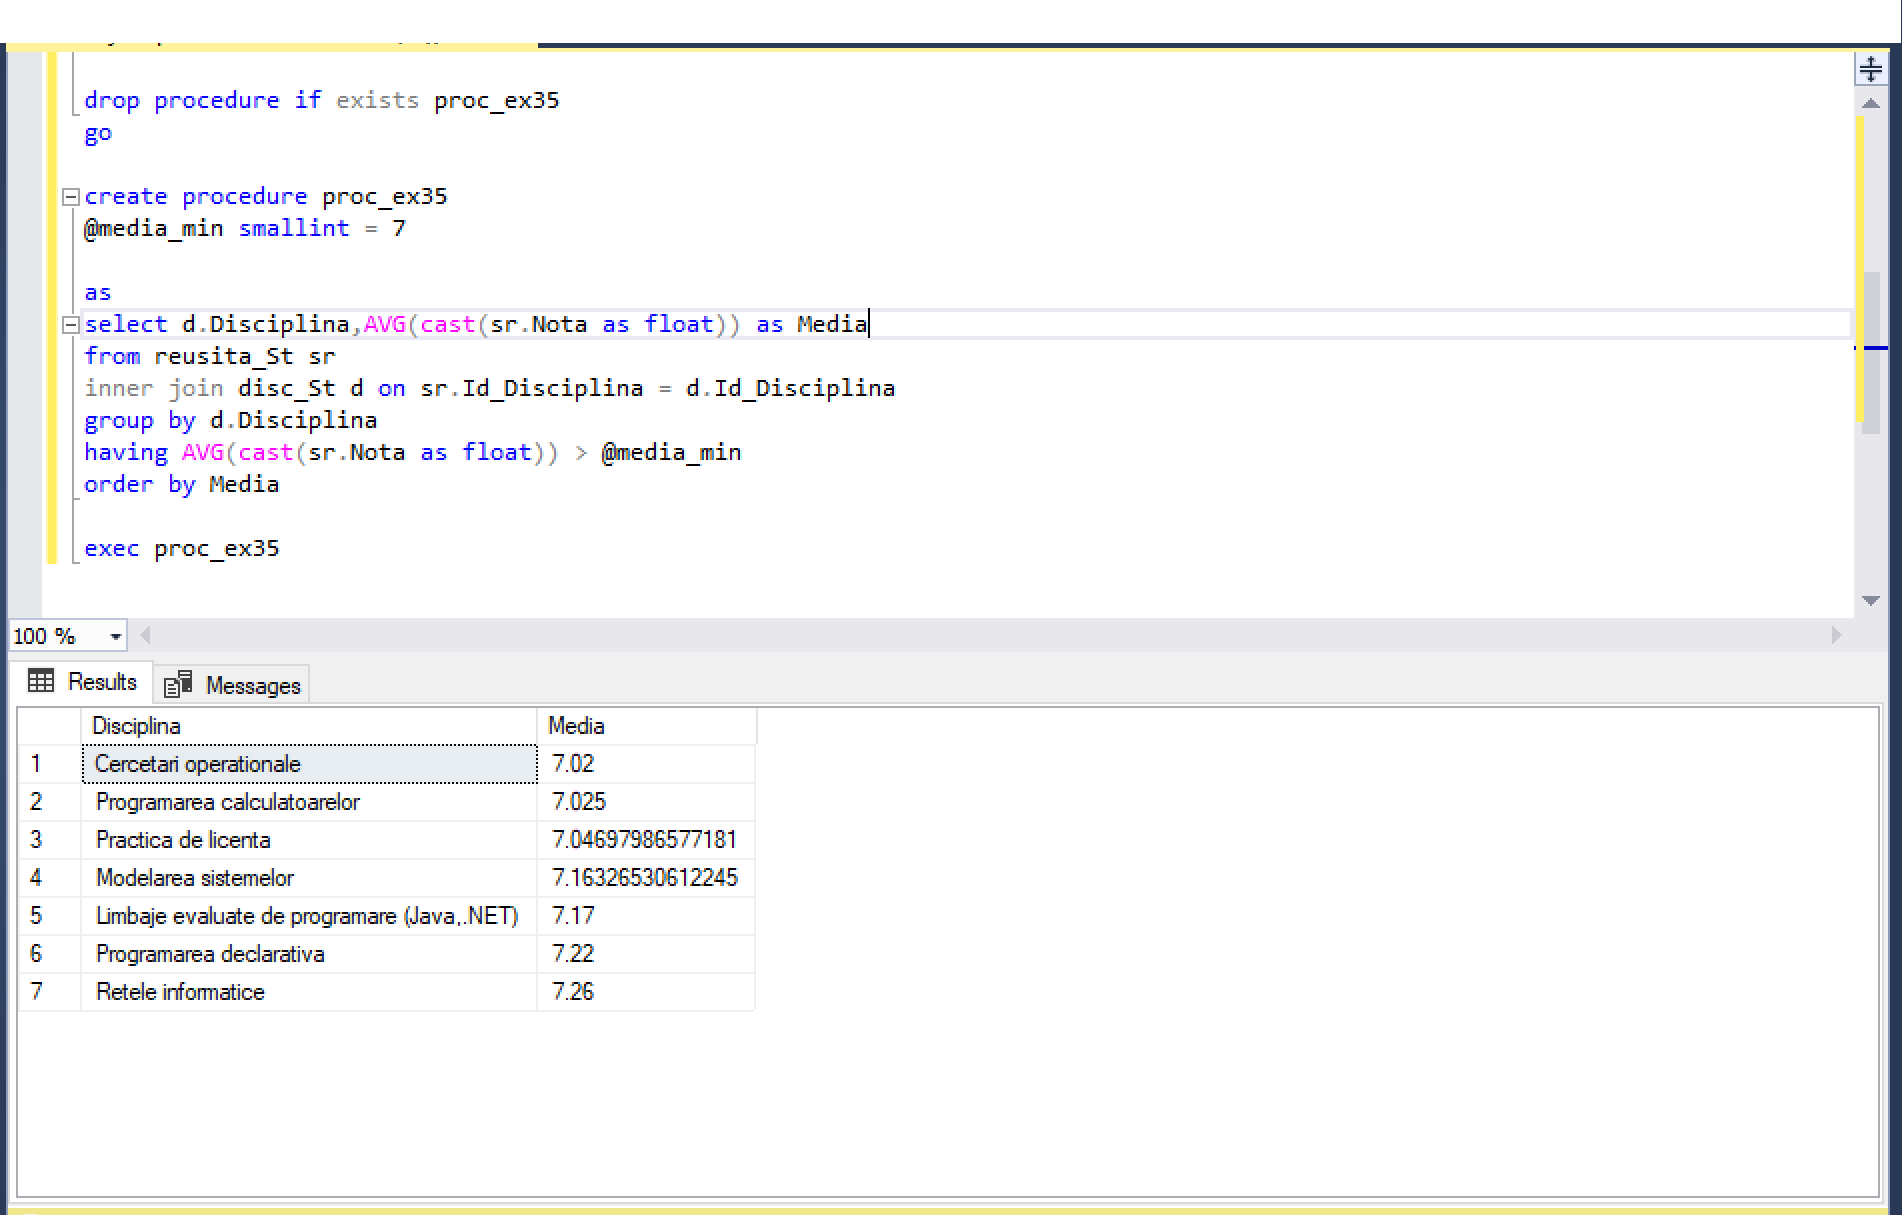 drop procedure if exists proc_ex35
go
create procedure proc_ex35
@media_min smallint = 7
as
select d.Disciplina,AVG(cast(sr.Nota as float)) as Media
from reusita_St sr
inner join disc_St d on sr.Id_Disciplina = d.Id_Disciplina
group by d.Disciplina
having AVG(cast(sr.Nota as float)) > @media_min
order by Media
exec proc_ex35
100 %
Results Messages
Disciplina Media
1 Cercetari operationale 7.02
2 Programarea calculatoarelor 7.025
3 Practica de licenta 7.04697986577181
4 Modelarea sistemelor 7.16326530612245
5 Limbaje evaluate de programare (Java,.NET) 7.17
6 Programarea declarativa 7.22
7 Retele informatice 7.26